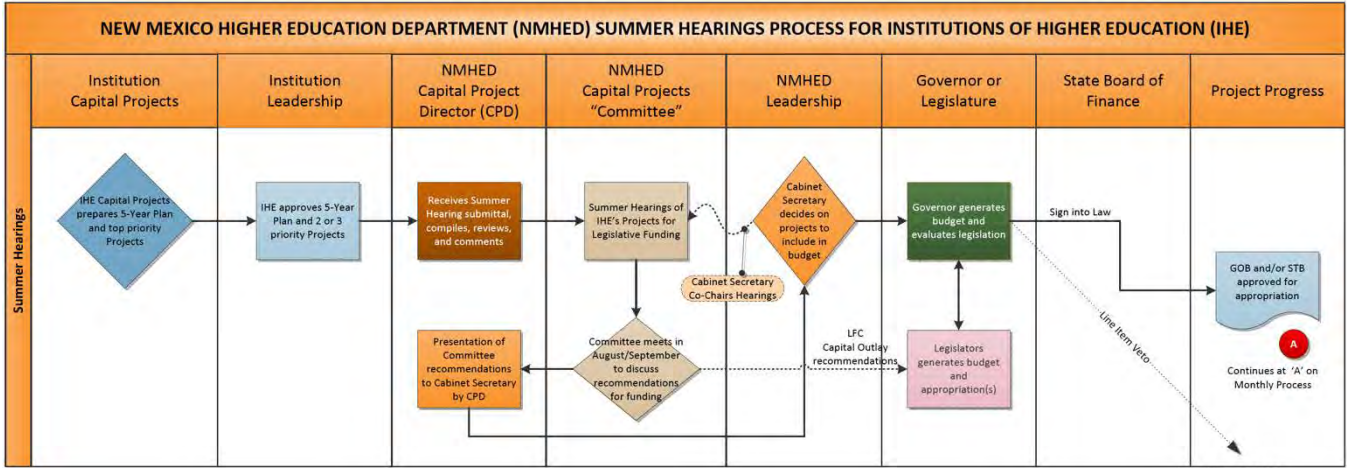 NEW MEXICO HIGHER EDUCATION DEPARTMENT (NMHED) SUMMER HEARINGS PROCESS FOR INSTITUTIONS OF HIGHER EDUCATION (IHE)
Institution
Capital Projects
Institution
Leadership
NMHED
Capital Project
Director (CPD)
NMHED
Capital Projects
“Committee”
NMHED
Leadership
Governor or
Legislature
State Board of
Finance
Project Progress
Summer Hearings
IHE Capital Projects
prepares 5-Year Plan
and top priority
Projects
IHE approves 5-Year
Plan and 2 or 3
priority Projects
Receives Summer
Hearing submittal,
compiles, reviews,
and comments
Summer Hearings of
IHE’s Projects for
Legislative Funding
Cabinet
Secretary
decides on
projects to
include in
budget
Cabinet Secretary
Co-Chairs Hearings
Governor generates
budget and
evaluates legislation
Sign into Law
Line Item Veto
GOB and/or STB
approved for
appropriation
A
Continues at ‘A’ on
Monthly Process
Presentation of
Committee
recommendations
to Cabinet Secretary
by CPD
Committee meets in
August/September
to discuss
recommendations
for funding
LFC
Capital Outlay
recommendations
Legislators
generates budget
and
appropriation(s)